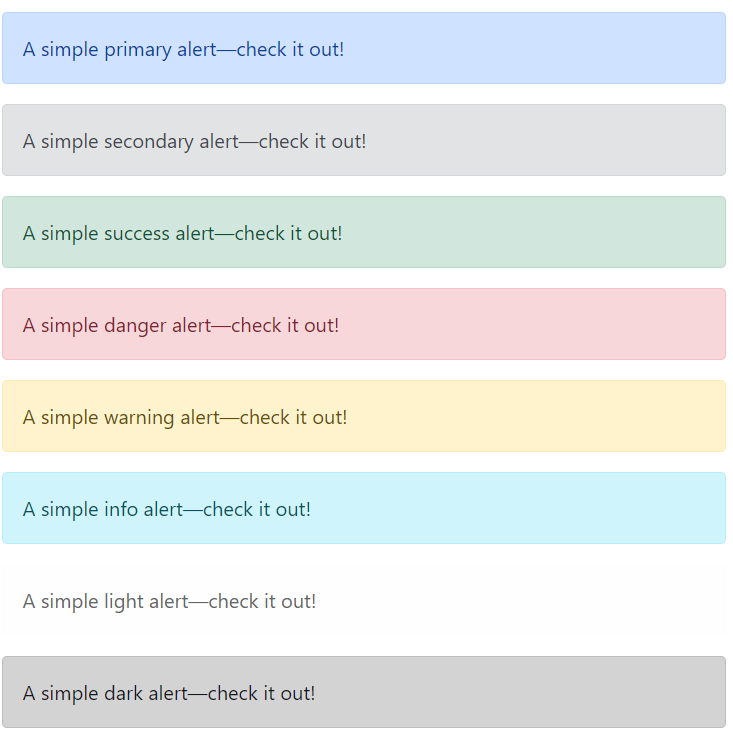 A simple primary alert—check it out!
A simple secondary alert—check it out!
A simple success alert—check it out!
A simple danger alert—check it out!
A simple warning alert—check it out!
A simple info alert—check it out!
A simple light alert—check it out!
A simple dark alert—check it out!